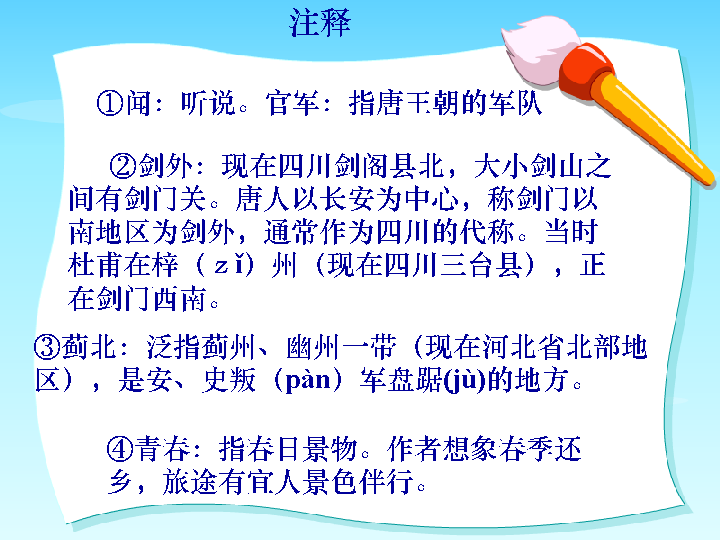 注释
①闻：听说。官军：指唐王朝的军队
②剑外：现在四川剑阁县北，大小剑山之
间有剑门关。唐人以长安为中心，称剑门以
南地区为剑外，通常作为四川的代称。当时
杜甫在梓（ｚǐ）州（现在四川三台县），正
在剑门西南。
③蓟北：泛指蓟州、幽州一带（现在河北省北部地
区），是安、史叛（pàn）军盘踞(jù)的地方。
④青春：指春日景物。作者想象春季还
乡，旅途有宜人景色伴行。